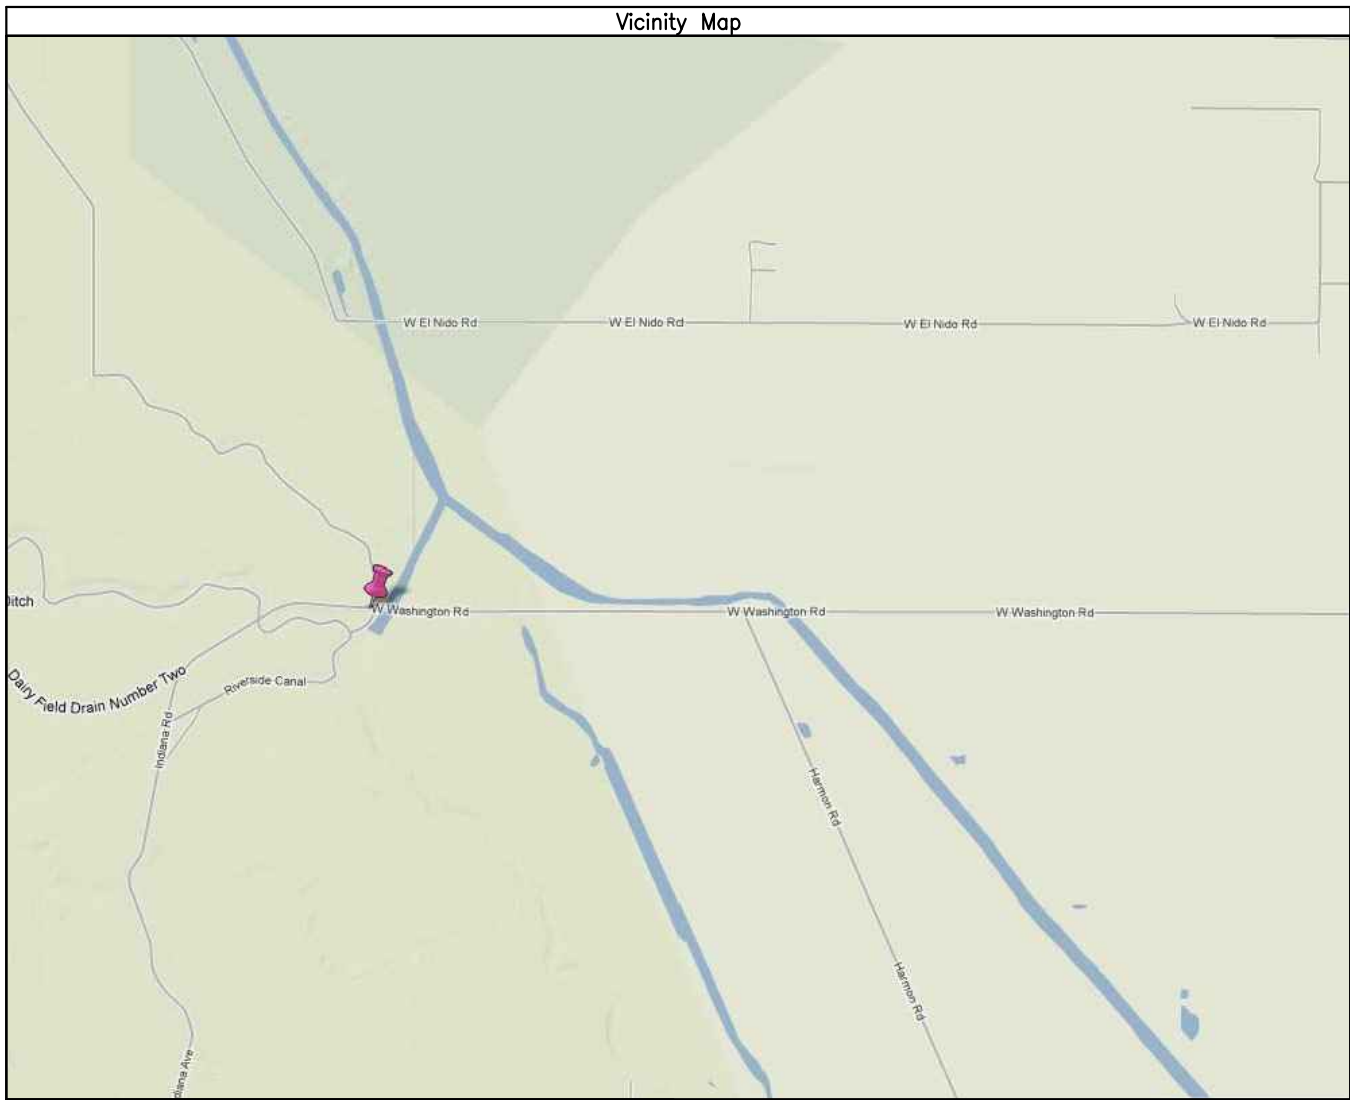 Vicinity Map
W El Nido Rd
W El Nido Rd
W El Nido Rd
W El Nido Rd
Ditch
W Washington Rd
W Washington Rd
W Washington Rd
Dairy Field Drain Number Two
Riverside Canal
Indiana Rd
Harmon Rd
Harmon Rd
diana Ave